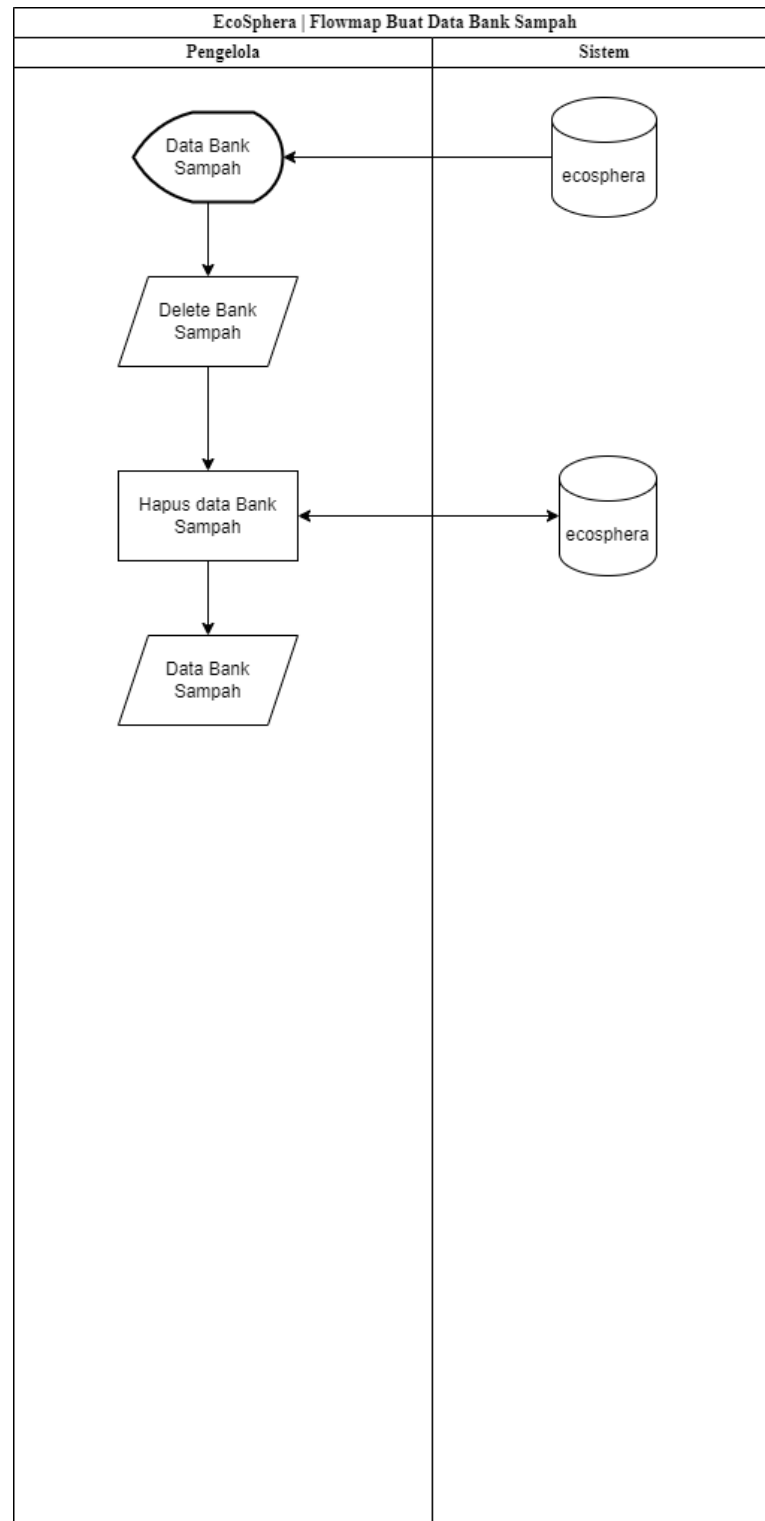 EcoSphera | Flowmap Buat Data Bank Sampah
Pengelola
Sistem
Data Bank
Sampah
ecosphera
Delete Bank
Sampah
Hapus data Bank
Sampah
ecosphera
Data Bank
Sampah